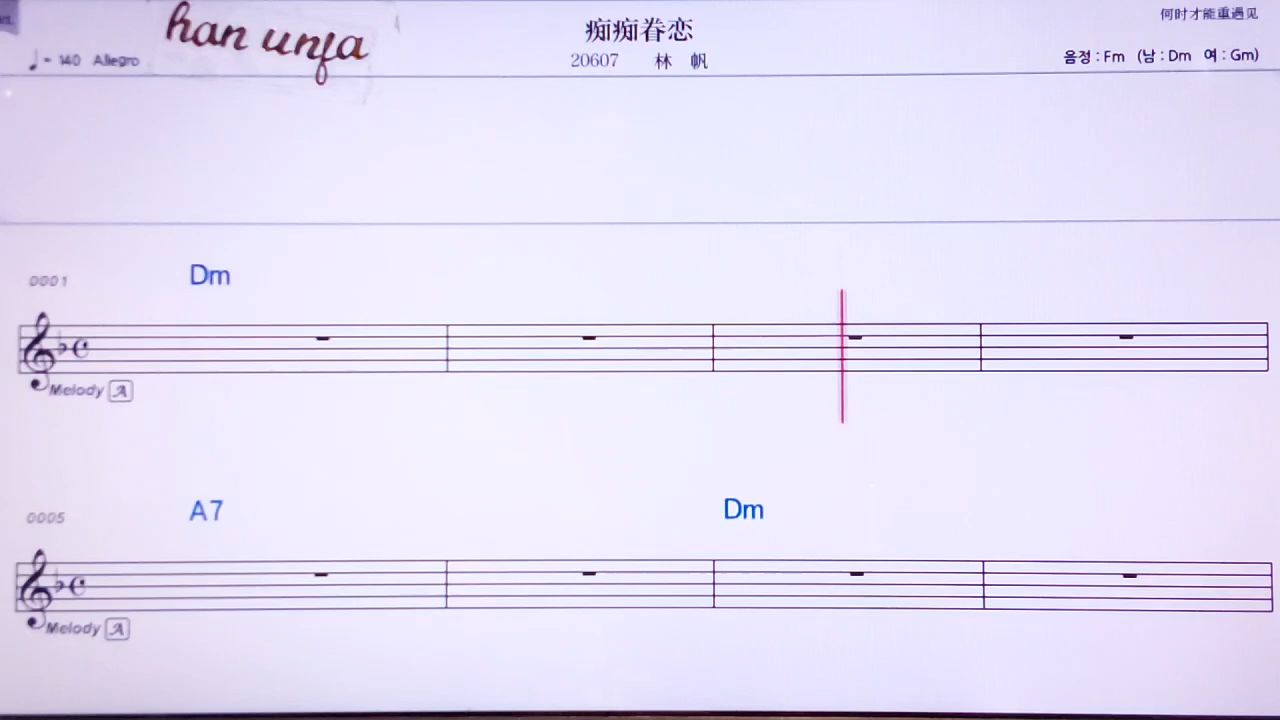 han unja
痴痴眷恋
何时才能重遇见
♩= 140 Allegro
20607 林 帆
음정 : Fm (남 : Dm 여 : Gm)
0001 Dm
Melody A
0005 A7 Dm
Melody A